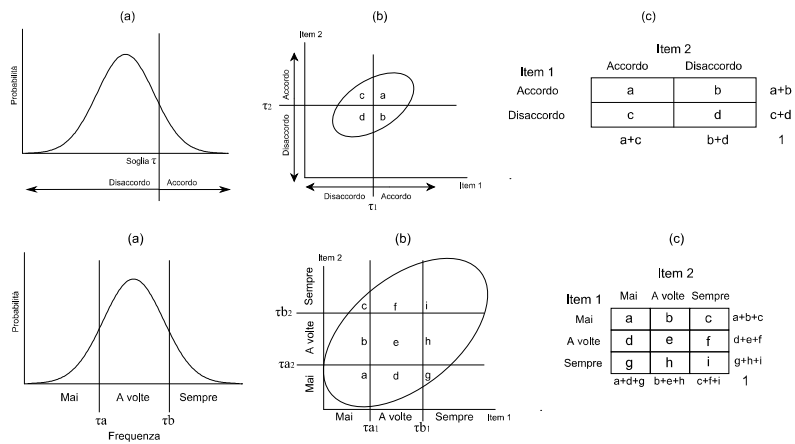 (a)
Probabilità
Soglia τ
Disaccordo
Accordo
(b)
Item 2
Accordo
Disaccordo
τ2
c
a
d
b
Item 1
Disaccordo
Accordo
τ1
(c)
Item 2
Item 1
Accordo
Disaccordo
Accordo
a
b
a+b
Disaccordo
c
d
c+d
a+c
b+d
1
(a)
Probabilità
Mai
A volte
Sempre
τa
τb
Frequenza
(b)
Item 2
Sempre
A volte
Mai
τb2
τa2
c
f
i
b
e
h
a
d
g
Mai
A volte
Sempre
Item 1
τa1
τb1
(c)
Item 2
Item 1
Mai
A volte
Sempre
Mai
a
b
c
a+b+c
A volte
d
e
f
d+e+f
Sempre
g
h
i
g+h+i
a+d+g
b+e+h
c+f+i
1